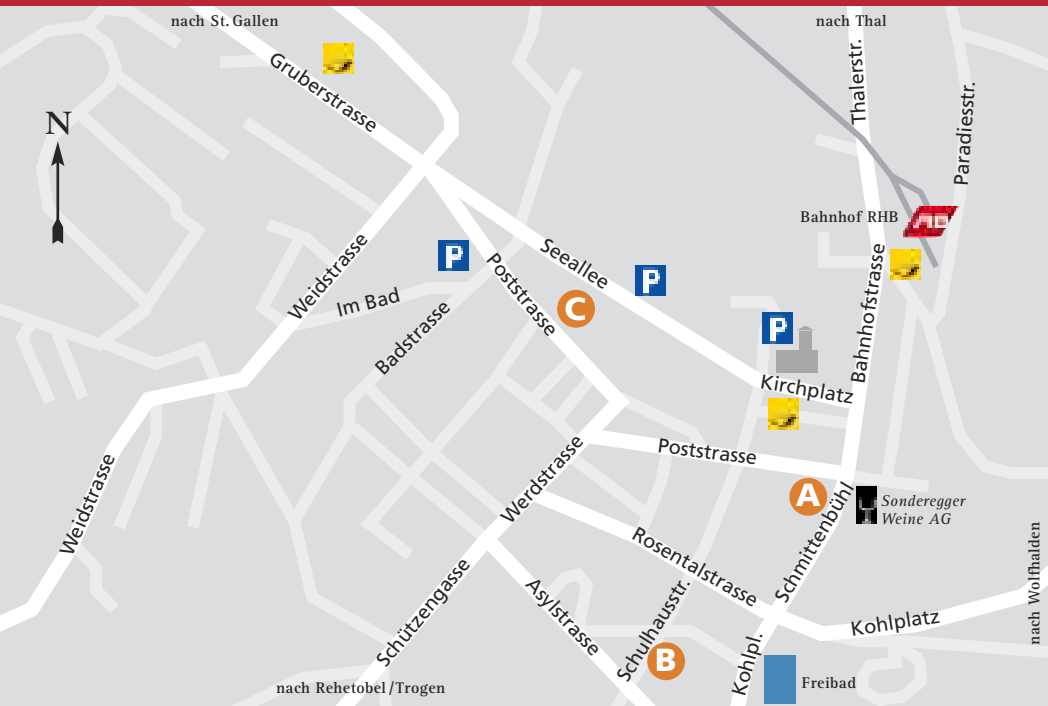 nach St. Gallen
nach Thal
Gruberstrasse
Thalerstr.
Paradiesstr.
N
Bahnhof RHB
Weidstrasse
P
Seeallee
P
Poststrasse
Im Bad
C
Badstrasse
P
Bahnhofstrasse
Kirchplatz
Werdstrasse
Poststrasse
A
Sonderegger
Weine AG
Weidstrasse
Schmittenbühl
Rosentalstrasse
nach Wolfhalden
Schützengasse
Asylstrasse
Schulhausstr.
Kohlplatz
B
Kohlpl.
nach Rehetobel/Trogen
Freibad